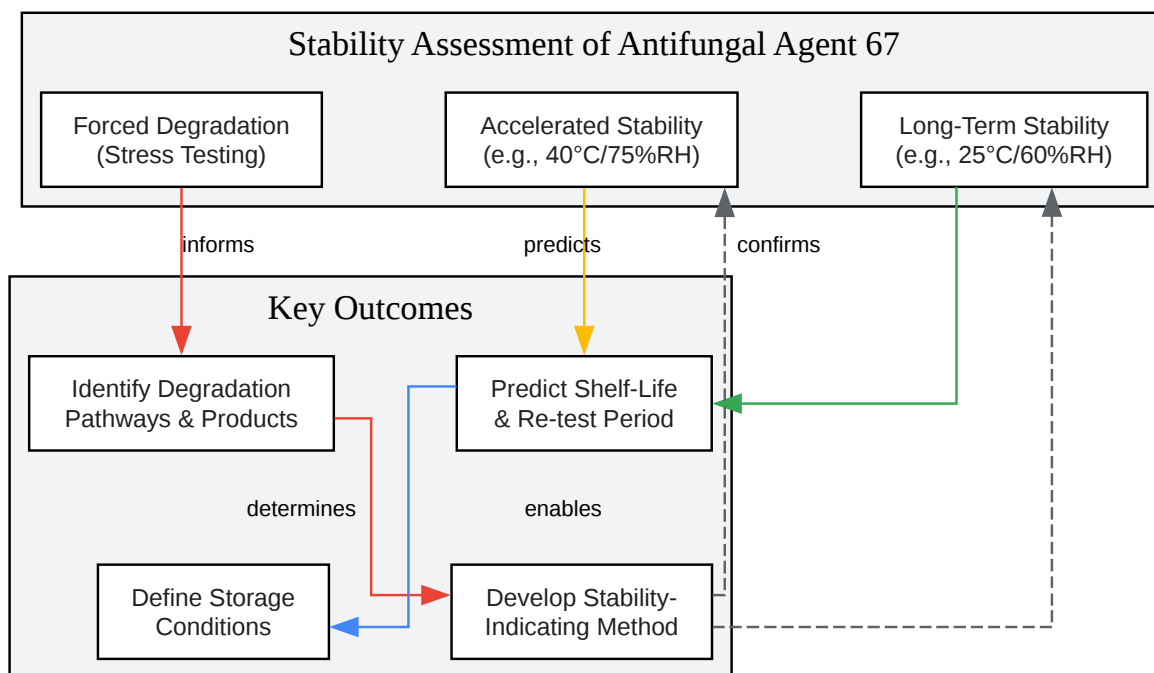 Stability Assessment of Antifungal Agent 67
Forced Degradation
(Stress Testing)
Accelerated Stability
(e.g., 40°C/75%RH)
Long-Term Stability
(e.g., 25°C/60%RH)
informs
predicts
confirms
Key Outcomes
Identify Degradation
Pathways & Products
Predict Shelf-Life
& Re-test Period
determines
enables
Define Storage
Conditions
Develop Stability-
Indicating Method